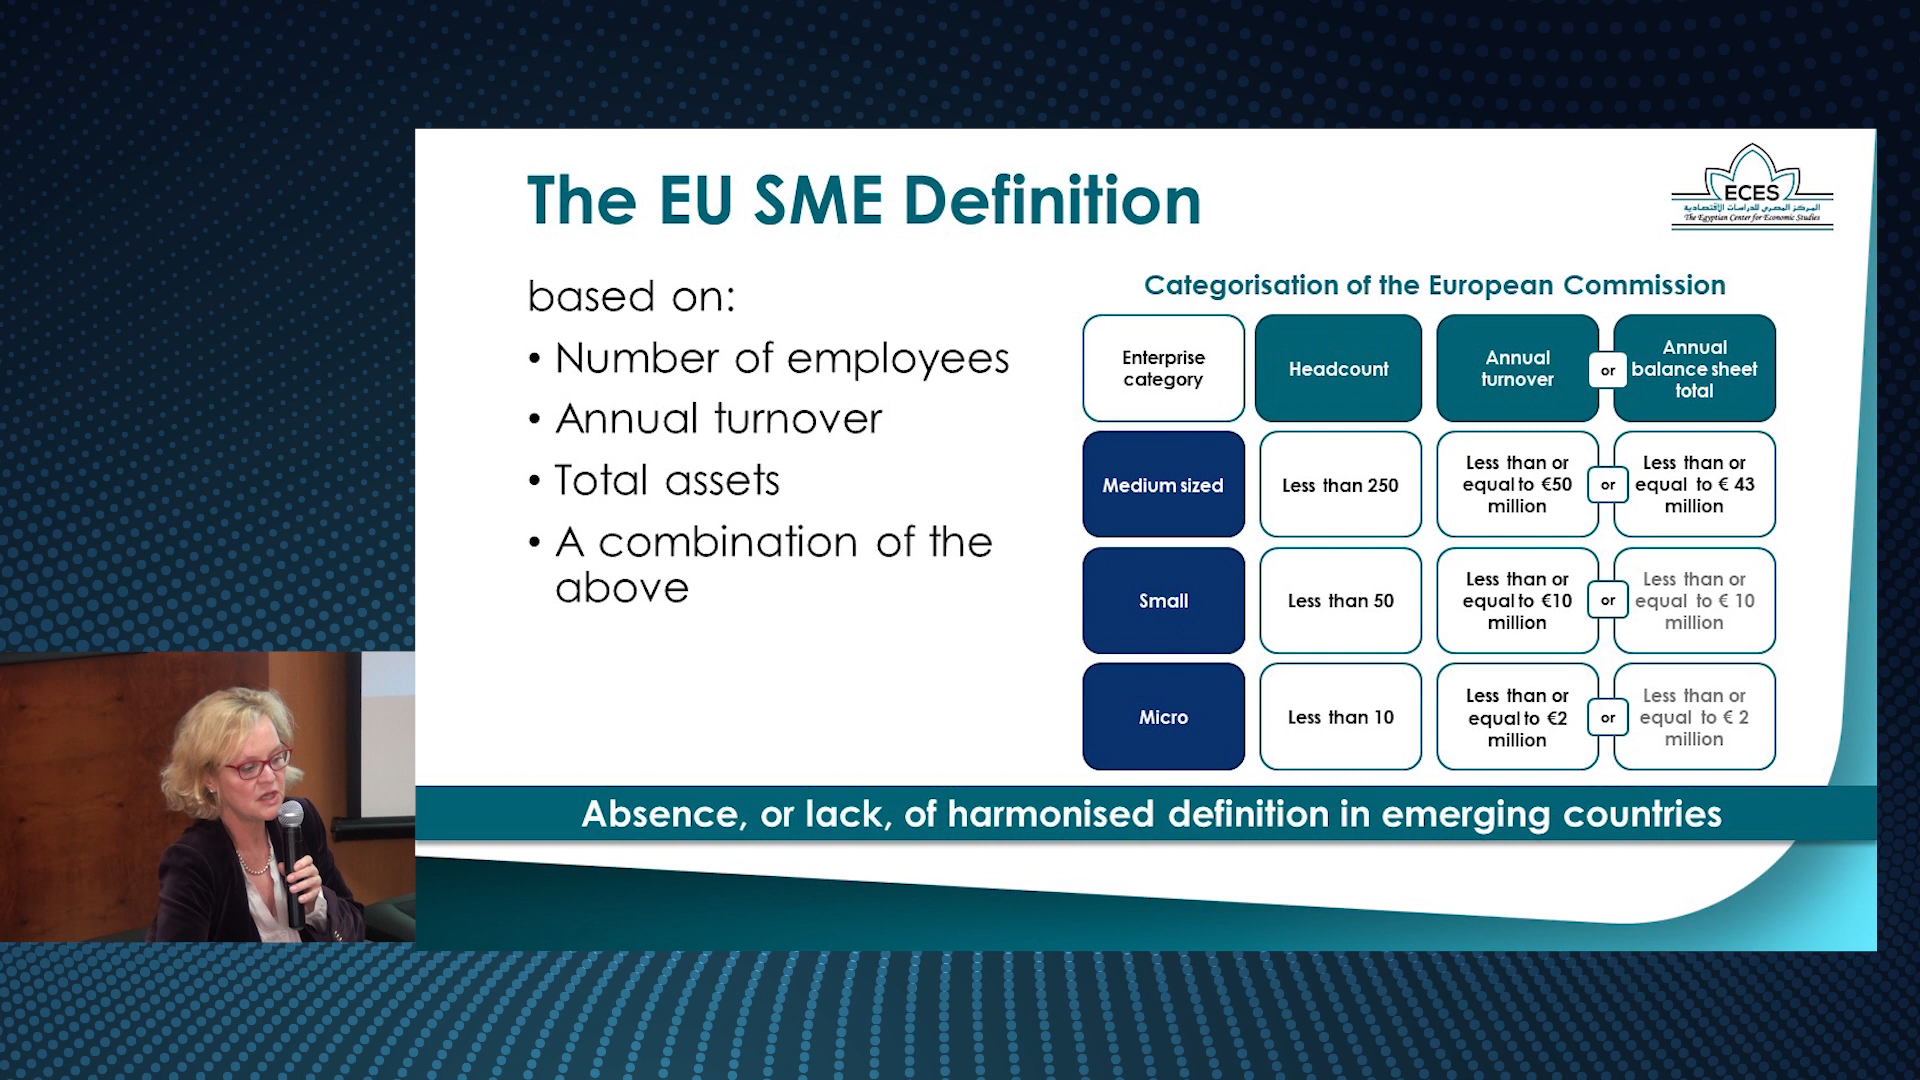 The EU SME Definition
ECES
المركز المصري للدراسات الاقتصادية
The Egyptian Center for Economic Studies
based on:
• Number of employees
• Annual turnover
• Total assets
• A combination of the
above
Categorisation of the European Commission
Enterprise
category
Headcount
Annual
turnover
or
Annual
balance sheet
total
Medium sized
Less than 250
Less than or
equal to €50
million
or
Less than or
equal to € 43
million
Small
Less than 50
Less than or
equal to €10
million
or
Less than or
equal to € 10
million
Micro
Less than 10
Less than or
equal to €2
million
or
Less than or
equal to € 2
million
Absence, or lack, of harmonised definition in emerging countries